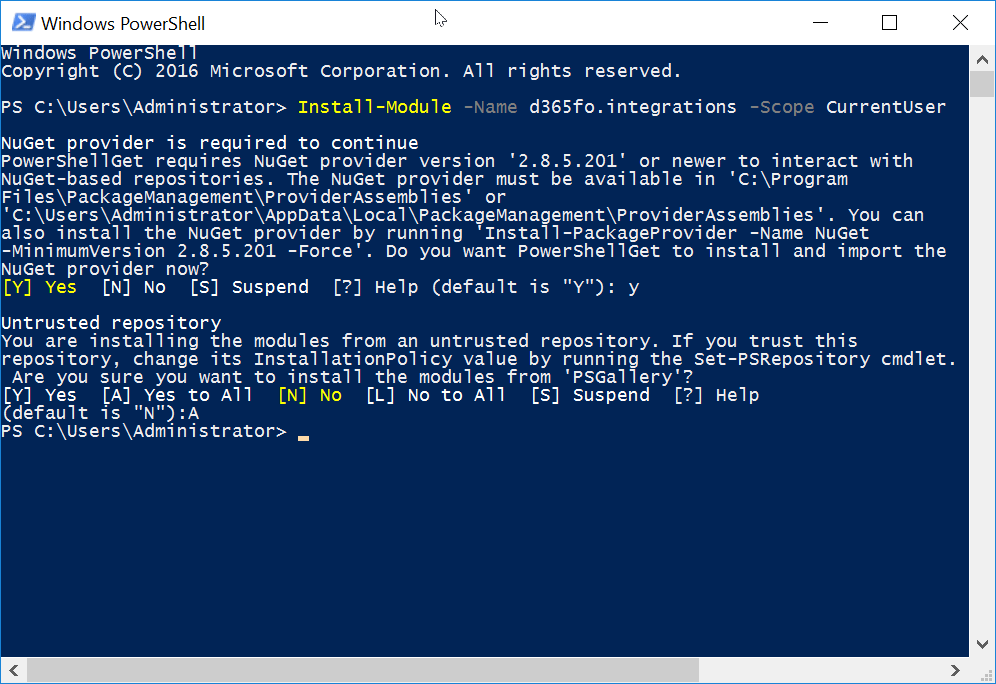 Windows PowerShell
Windows PowerShell
Copyright (C) 2016 Microsoft Corporation. All rights reserved.
PS C:\Users\Administrator> Install-Module -Name d365fo.integrations -Scope CurrentUser
NuGet provider is required to continue
PowerShellGet requires NuGet provider version '2.8.5.201' or newer to interact with
NuGet-based repositories. The NuGet provider must be available in 'C:\Program
Files\PackageManagement\ProviderAssemblies' or
'C:\Users\Administrator\AppData\Local\PackageManagement\ProviderAssemblies'. You can
also install the NuGet provider by running 'Install-PackageProvider -Name NuGet
-MinimumVersion 2.8.5.201 -Force'. Do you want PowerShellGet to install and import the
NuGet provider now?
[Y] Yes  [N] No  [S] Suspend  [?] Help (default is "Y"): y
Untrusted repository
You are installing the modules from an untrusted repository. If you trust this
repository, change its InstallationPolicy value by running the Set-PSRepository cmdlet.
 Are you sure you want to install the modules from 'PSGallery'?
[Y] Yes  [A] Yes to All  [N] No  [L] No to All  [S] Suspend  [?] Help
(default is "N"):A
PS C:\Users\Administrator>